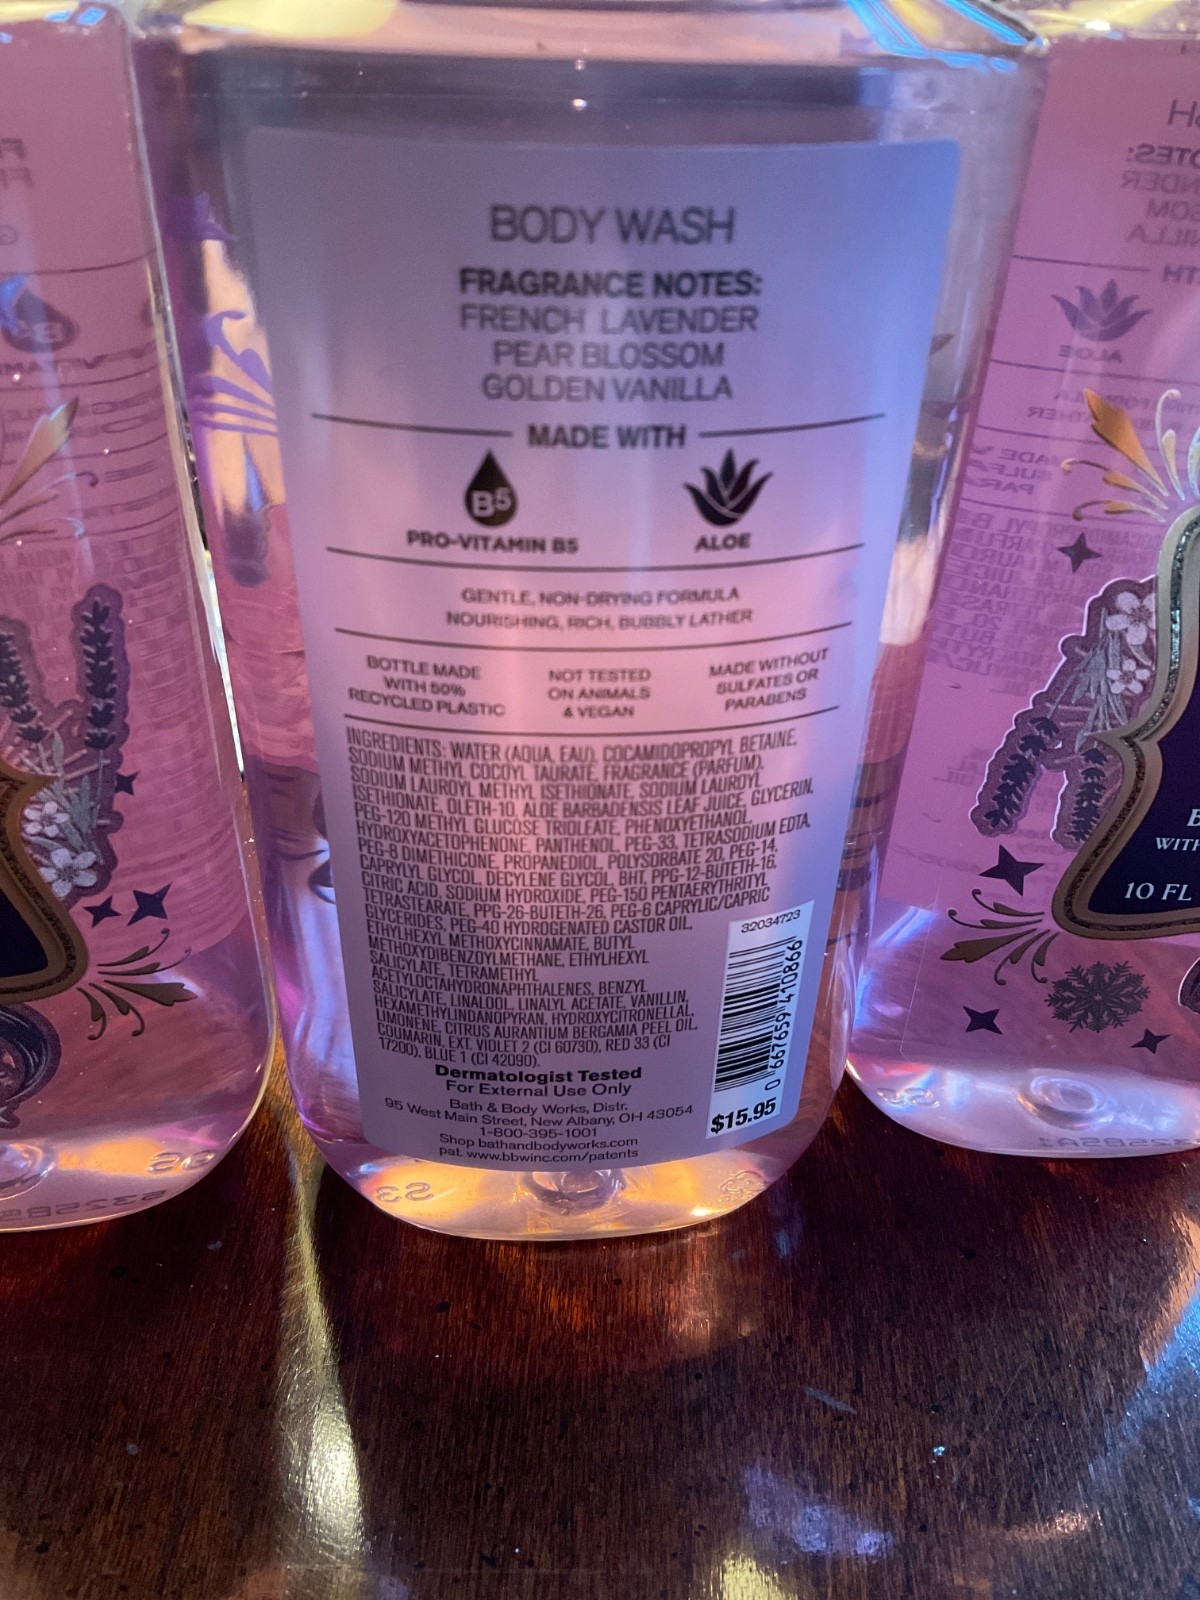 BODY WASH
FRAGRANCE NOTES:
FRENCH LAVENDER
PEAR BLOSSOM
GOLDEN VANILLA
MADE WITH
B5
PRO-VITAMIN B5
ALOE
GENTLE, NON-DRYING FORMULA
NOURISHING, RICH, BUBBLY LATHER
BOTTLE MADE
WITH 50%
RECYCLED PLASTIC
NOT TESTED
ON ANIMALS
& VEGAN
MADE WITHOUT
SULFATES OR
PARABENS
INGREDIENTS: WATER (AQUA, EAU), COCAMIDOPROPYL BETAINE,
SODIUM METHYL COCOYL TAURATE, FRAGRANCE (PARFUM),
SODIUM LAUROYL METHYL ISETHIONATE, SODIUM LAUROYL
ISETHIONATE, OLETH-10, ALOE BARBADENSIS LEAF JUICE, GLYCERIN,
PEG-120 METHYL GLUCOSE TRIOLEATE, PHENOXYETHANOL,
HYDROXYACETOPHENONE, PANTHENOL, PEG-33, TETRASODIUM EDTA,
PEG-8 DIMETHICONE, PROPANEDIOL, POLYSORBATE 20, PEG-14,
CAPRYLYL GLYCOL, DECYLENE GLYCOL, BHT, PPG-12-BUTETH-16,
CITRIC ACID, SODIUM HYDROXIDE, PEG-150 PENTAERYTHRITYL
TETRASTEARATE, PPG-26-BUTETH-26, PEG-6 CAPRYLIC/CAPRIC
GLYCERIDES, PEG-40 HYDROGENATED CASTOR OIL,
ETHYLHEXYL METHOXYCINNAMATE, BUTYL
METHOXYDIBENZOYLMETHANE, ETHYLHEXYL
SALICYLATE, TETRAMETHYL
ACETYLOCTAHYDRONAPHTHALENES, BENZYL
SALICYLATE, LINALOOL, LINALYL ACETATE, VANILLIN,
HEXAMETHYLINDANOPYRAN, HYDROXYCITRONELLAL,
LIMONENE, CITRUS AURANTIUM BERGAMIA PEEL OIL,
COUMARIN, EXT. VIOLET 2 (CI 60730), RED 33 (CI
17200), BLUE 1 (CI 42090).
Dermatologist Tested
For External Use Only
Bath & Body Works, Distr.
95 West Main Street, New Albany, OH 43054
1-800-395-1001
Shop bathandbodyworks.com
pat. www.bbwinc.com/patents
32034723
0 667659 410866
$15.95
10 FL